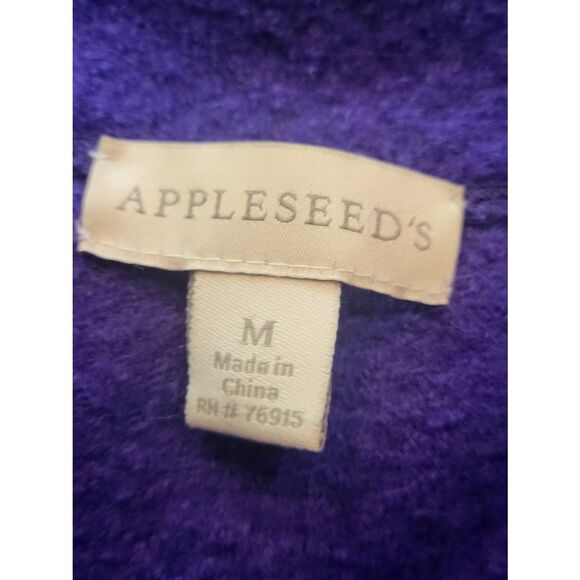 APPLESEED'S
M
Made in
China
RN # 76915